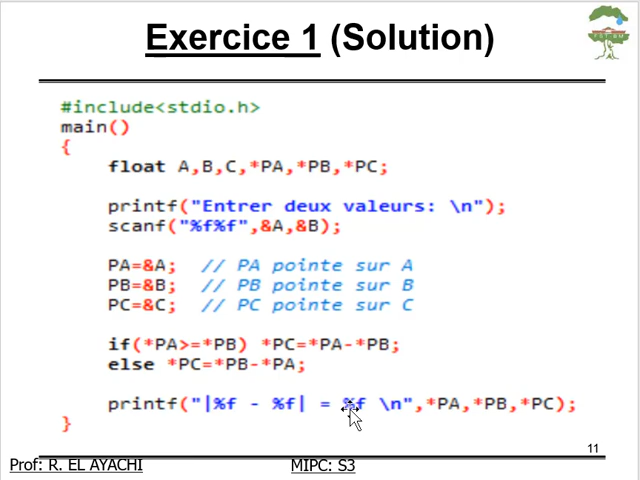 Exercice 1 (Solution)
#include<stdio.h>
main()
{
float A,B,C,*PA,*PB,*PC;
printf("Entrer deux valeurs: \n");
scanf("%f%f",&A,&B);
PA=&A; // PA pointe sur A
PB=&B; // PB pointe sur B
PC=&C; // PC pointe sur C
if(*PA>=*PB) *PC=*PA-*PB;
else *PC=*PB-*PA;
printf("|%f - %f| = %f \n",*PA,*PB,*PC);
}
11
Prof: R. EL AYACHI MIPC: S3